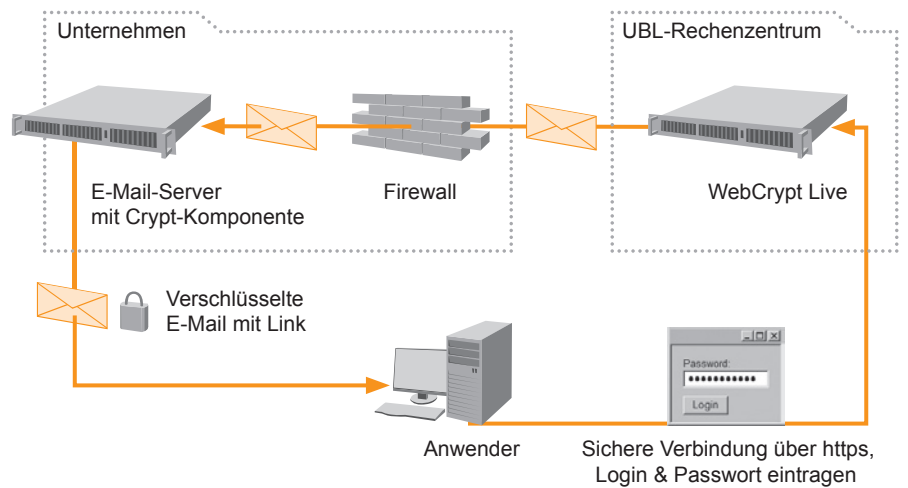 Unternehmen
UBL-Rechenzentrum
E-Mail-Server
mit Crypt-Komponente
Firewall
WebCrypt Live
Verschlüsselte
E-Mail mit Link
Password:
Login
Anwender
Sichere Verbindung über https,
Login & Passwort eintragen